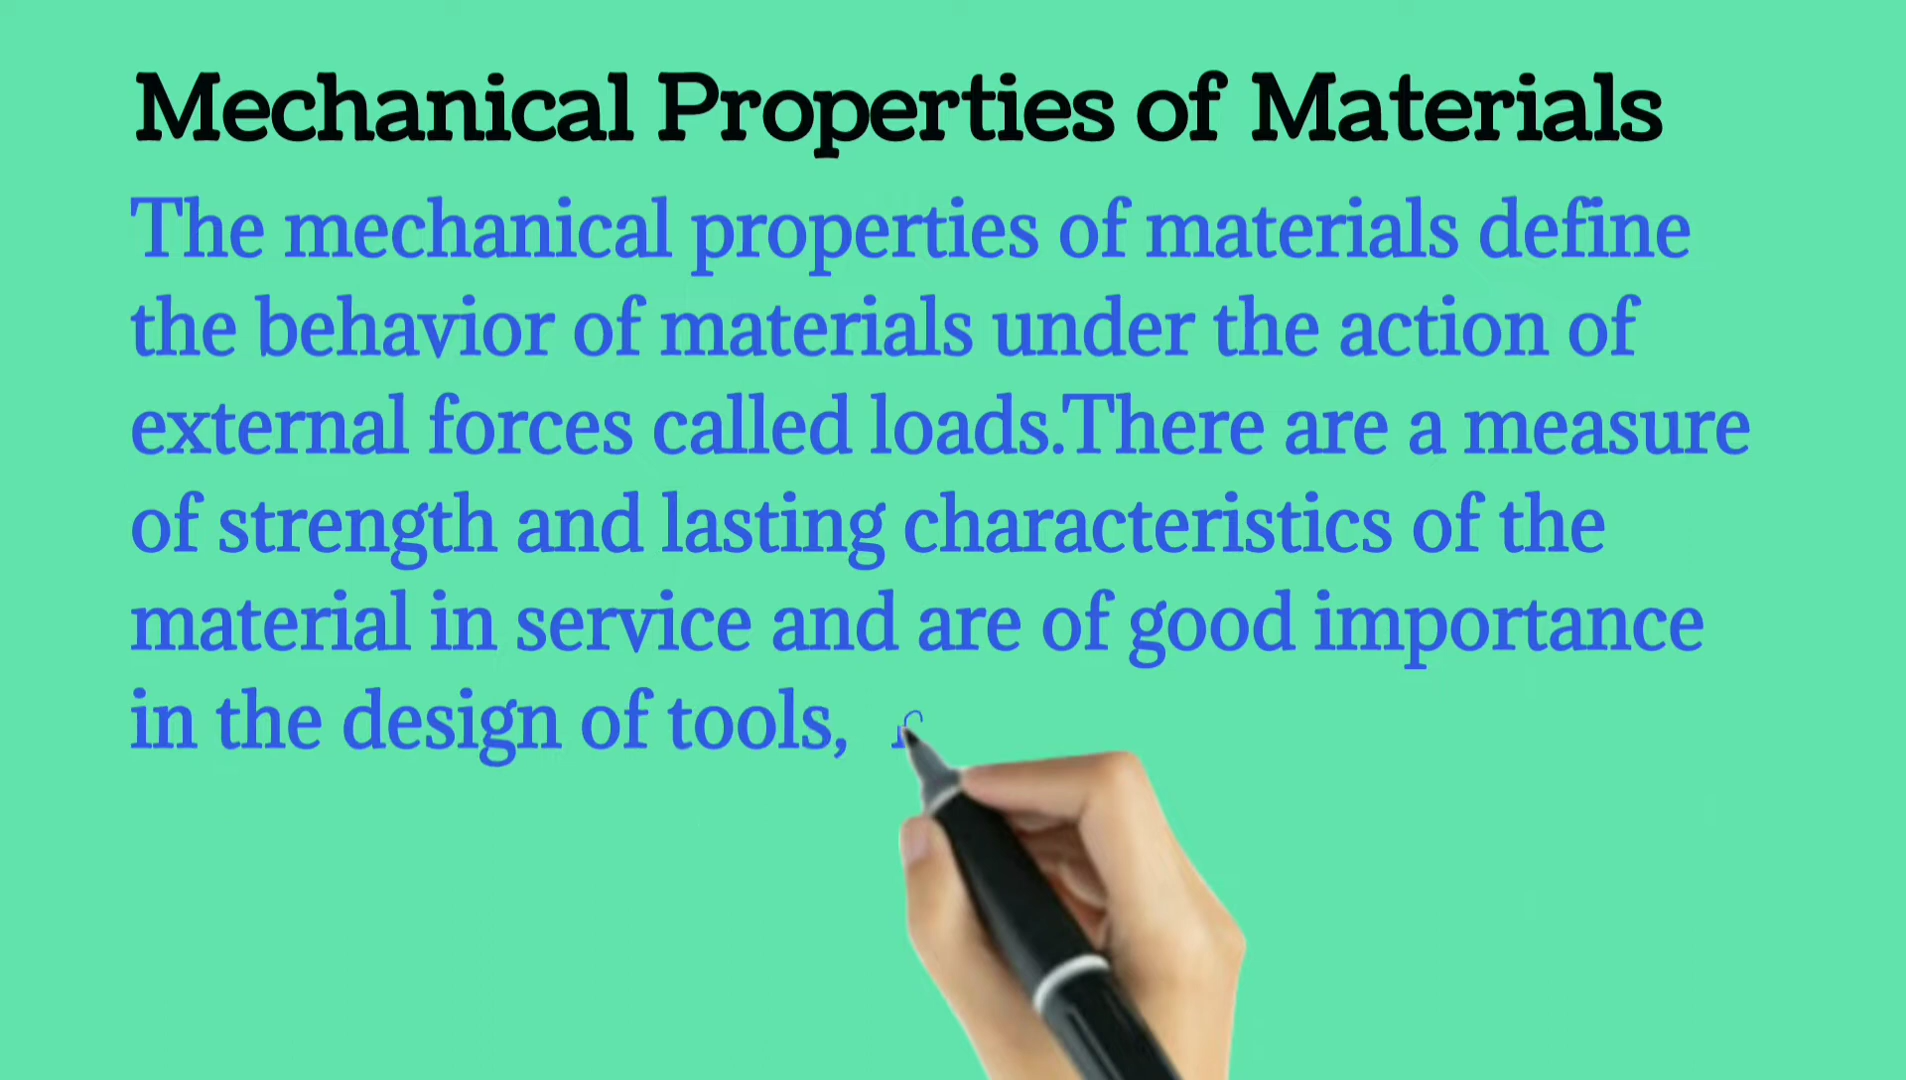 Mechanical Properties of Materials
The mechanical properties of materials define
the behavior of materials under the action of
external forces called loads.There are a measure
of strength and lasting characteristics of the
material in service and are of good importance
in the design of tools,